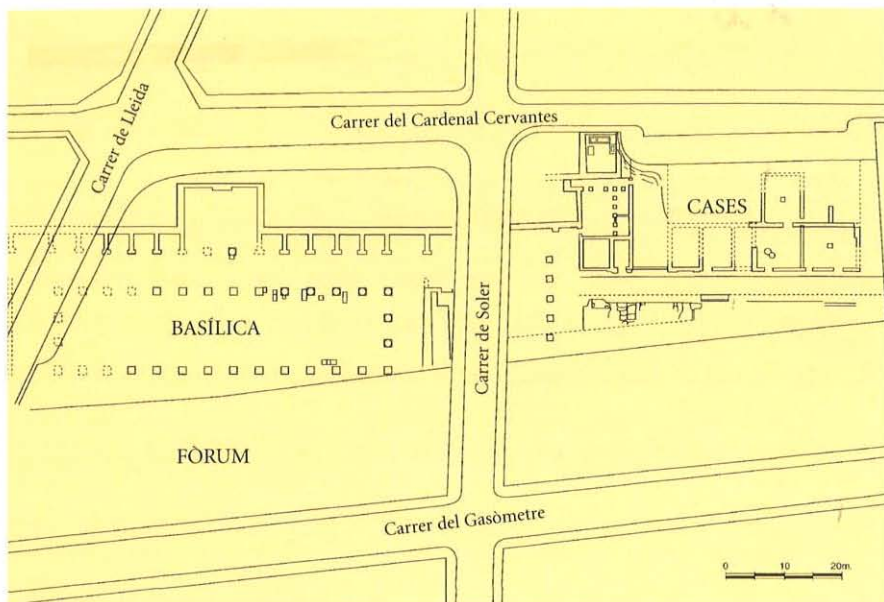 Carrer de Lleida
Carrer del Cardenal Cervantes
CASES
BASÍLICA
Carrer de Soler
FÒRUM
Carrer del Gasòmetre
0 10 20m.